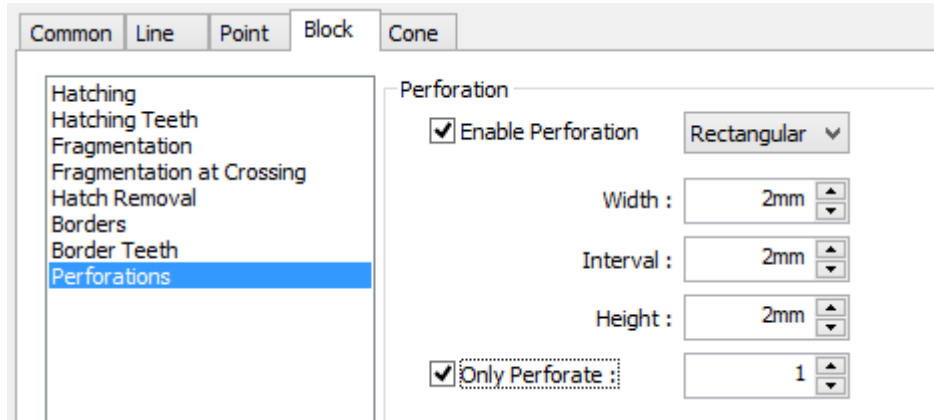 Common Line Point Block Cone
Hatching
Hatching Teeth
Fragmentation
Fragmentation at Crossing
Hatch Removal
Borders
Border Teeth
Perforations
Perforation
Enable Perforation Rectangular
Width : 2mm
Interval : 2mm
Height : 2mm
Only Perforate : 1